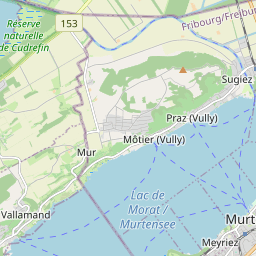 153
Fribourg/Freibu
Réserve
naturelle
de Cudrefin
Sugiez
Praz (Vully)
Môtier (Vully)
Mur
Vallamand
Lac de
Morat /
Murtensee
Murt
Meyriez